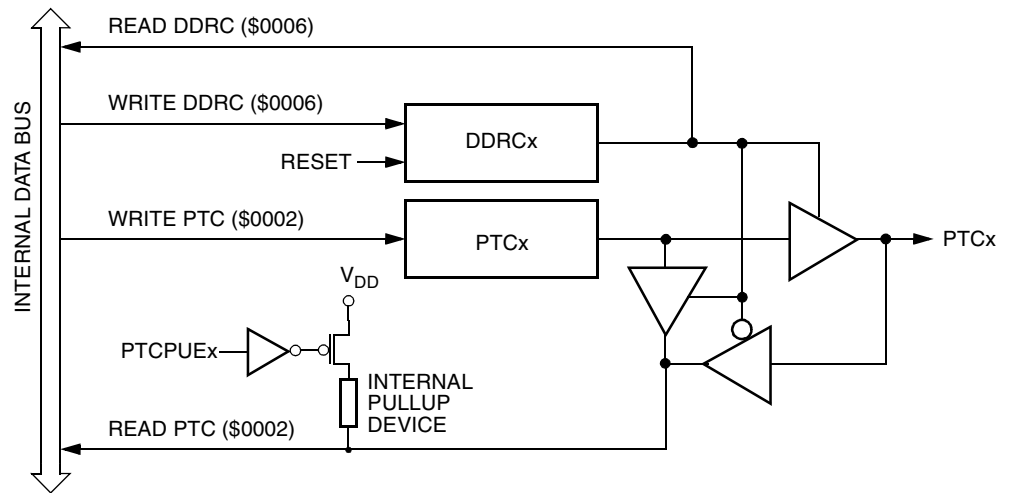 READ DDRC ($0006)
WRITE DDRC ($0006)
DDRCx
RESET
INTERNAL DATA BUS
WRITE PTC ($0002)
PTCx
PTCx
VDD
PTCPUEx
INTERNAL
PULLUP
DEVICE
READ PTC ($0002)